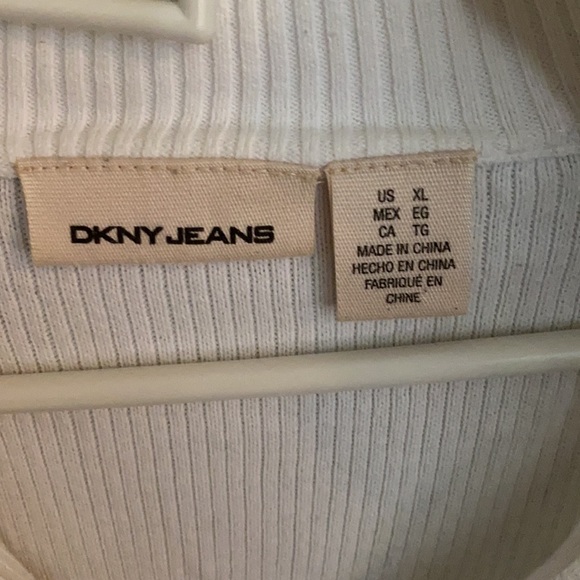 DKNY JEANS
US XL
MEX EG
CA TG
MADE IN CHINA
HECHO EN CHINA
FABRIQUÉ EN
CHINE